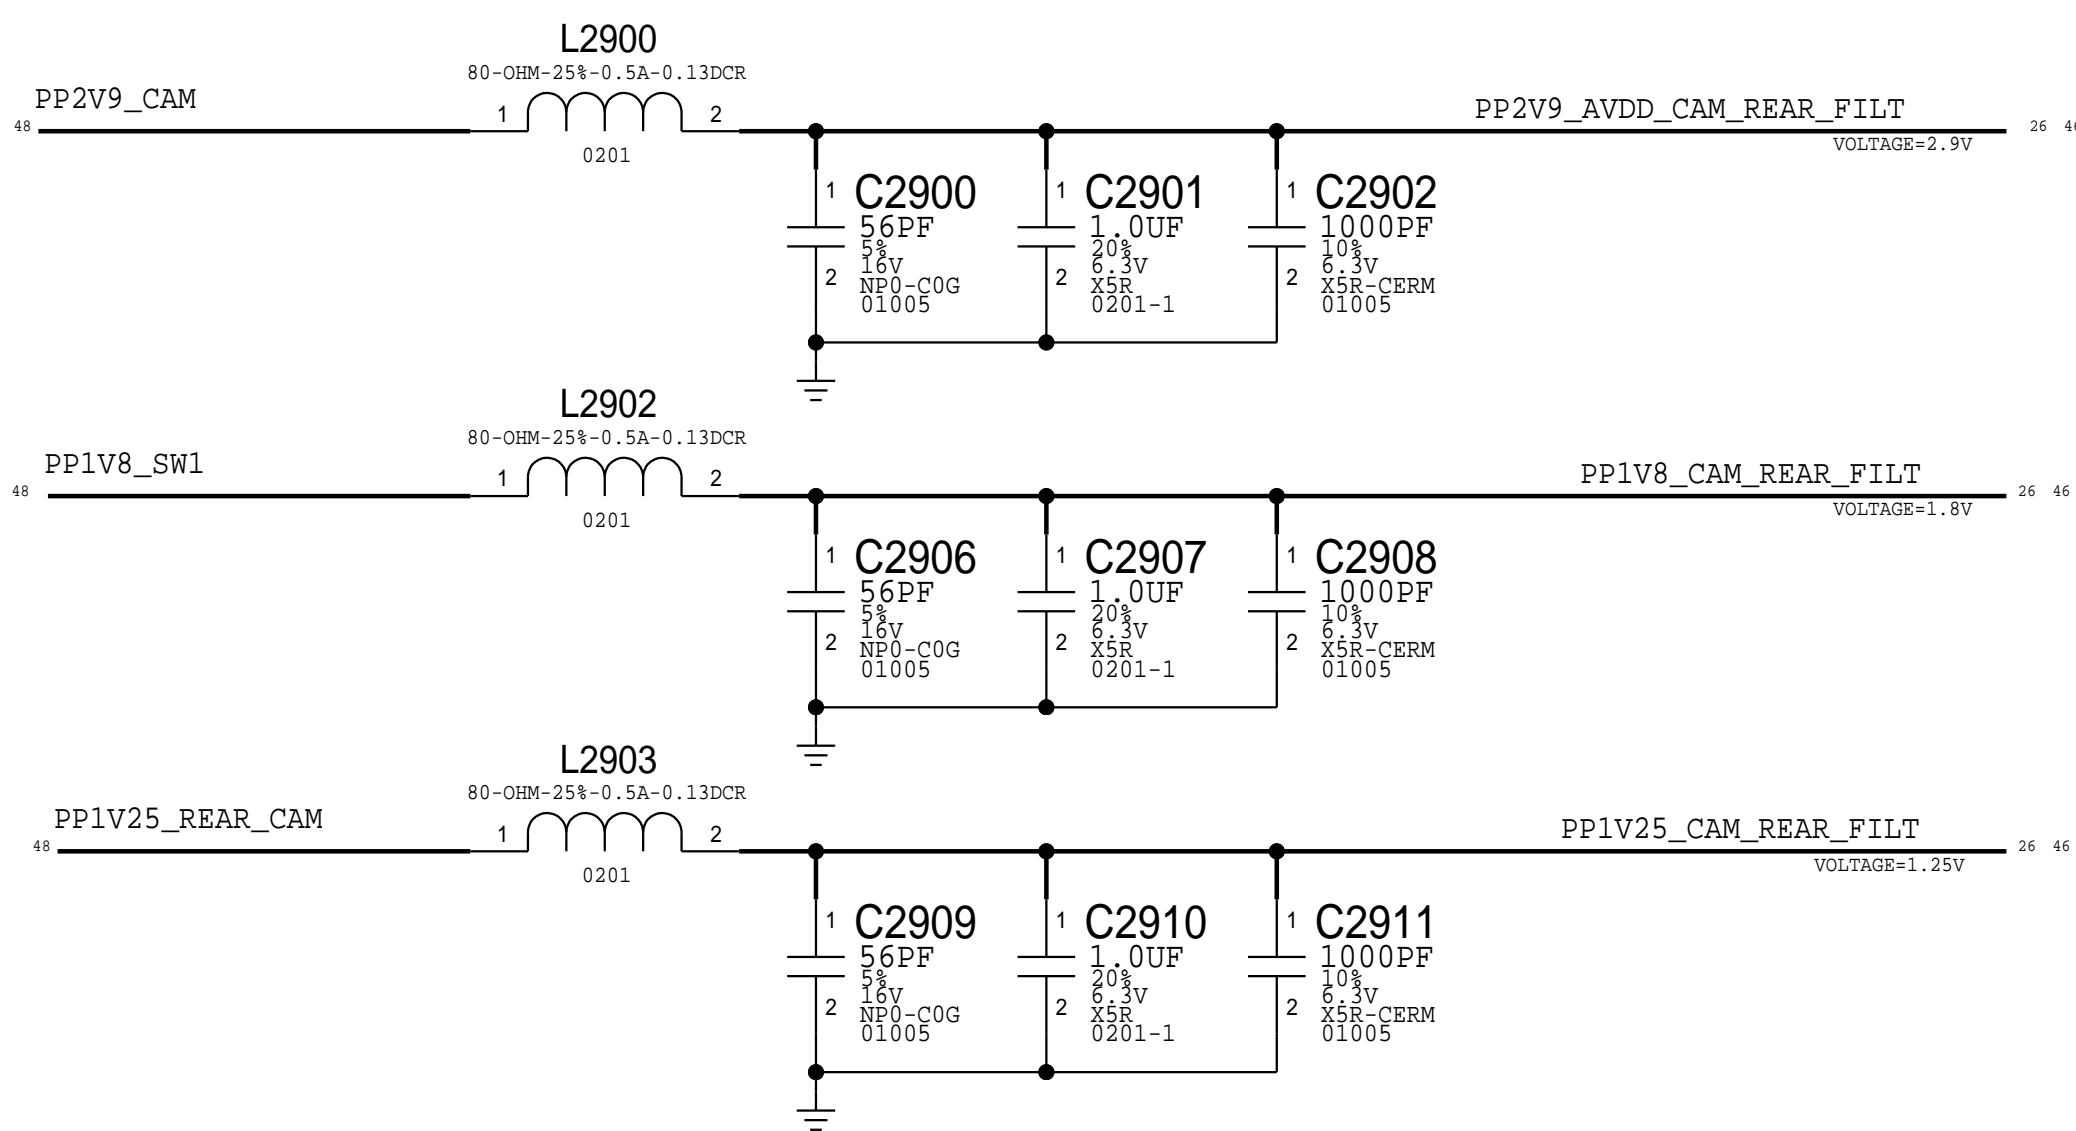 L2900
80-OHM-25%-0.5A-0.13DCR
PP2V9_CAM
48
1
2
0201
PP2V9_AVDD_CAM_REAR_FILT
VOLTAGE=2.9V
26 46
1 C2900
56PF
5%
16V
2 NP0-C0G
01005
1 C2901
1.0UF
20%
6.3V
2 X5R
0201-1
1 C2902
1000PF
10%
6.3V
2 X5R-CERM
01005
L2902
80-OHM-25%-0.5A-0.13DCR
PP1V8_SW1
48
1
2
0201
PP1V8_CAM_REAR_FILT
VOLTAGE=1.8V
26 46
1 C2906
56PF
5%
16V
2 NP0-C0G
01005
1 C2907
1.0UF
20%
6.3V
2 X5R
0201-1
1 C2908
1000PF
10%
6.3V
2 X5R-CERM
01005
L2903
80-OHM-25%-0.5A-0.13DCR
PP1V25_REAR_CAM
48
1
2
0201
PP1V25_CAM_REAR_FILT
VOLTAGE=1.25V
26 46
1 C2909
56PF
5%
16V
2 NP0-C0G
01005
1 C2910
1.0UF
20%
6.3V
2 X5R
0201-1
1 C2911
1000PF
10%
6.3V
2 X5R-CERM
01005